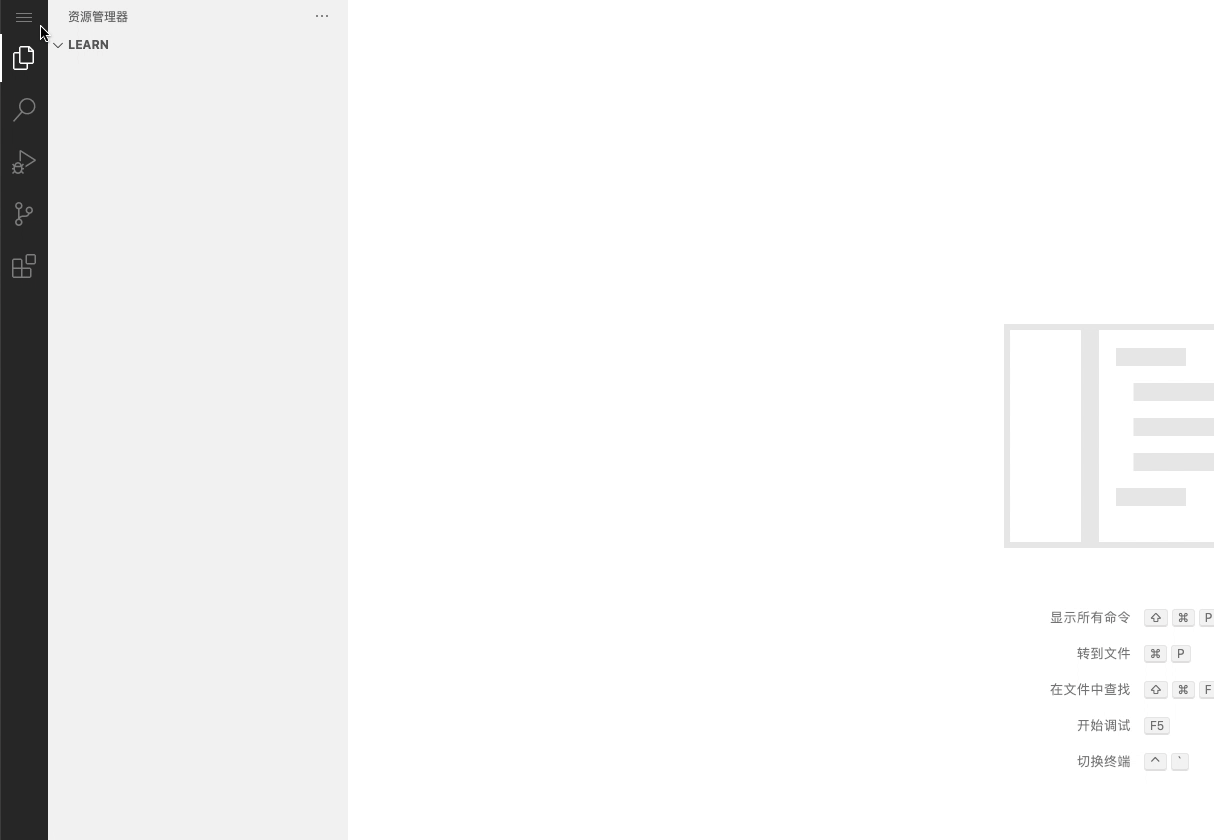 资源管理器
LEARN
显示所有命令 ⇧ ⌘ P
转到文件 ⌘ P
在文件中查找 ⇧ ⌘ F
开始调试 F5
切换终端 ^ `